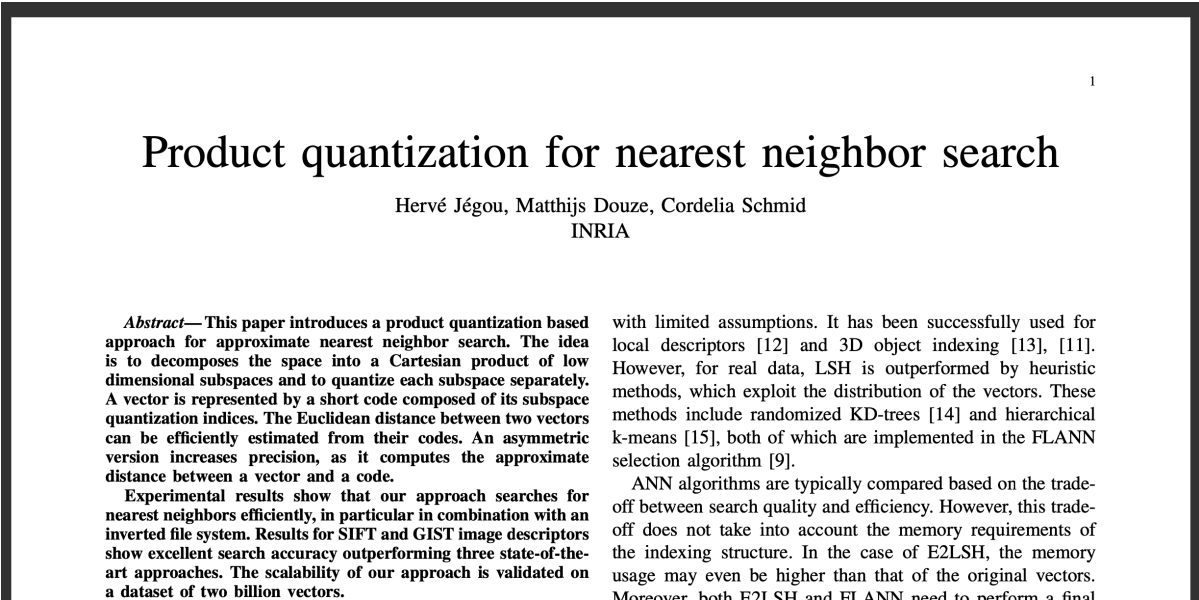 1
Product quantization for nearest neighbor search
Hervé Jégou, Matthijs Douze, Cordelia Schmid
INRIA
Abstract—This paper introduces a product quantization based
approach for approximate nearest neighbor search. The idea
is to decomposes the space into a Cartesian product of low
dimensional subspaces and to quantize each subspace separately.
A vector is represented by a short code composed of its subspace
quantization indices. The Euclidean distance between two vectors
can be efficiently estimated from their codes. An asymmetric
version increases precision, as it computes the approximate
distance between a vector and a code.
Experimental results show that our approach searches for
nearest neighbors efficiently, in particular in combination with an
inverted file system. Results for SIFT and GIST image descriptors
show excellent search accuracy outperforming three state-of-the-
art approaches. The scalability of our approach is validated on
a dataset of two billion vectors.
with limited assumptions. It has been successfully used for
local descriptors [12] and 3D object indexing [13], [11].
However, for real data, LSH is outperformed by heuristic
methods, which exploit the distribution of the vectors. These
methods include randomized KD-trees [14] and hierarchical
k-means [15], both of which are implemented in the FLANN
selection algorithm [9].
ANN algorithms are typically compared based on the trade-
off between search quality and efficiency. However, this trade-
off does not take into account the memory requirements of
the indexing structure. In the case of E2LSH, the memory
usage may even be higher than that of the original vectors.
Moreover, both E2LSH and FLANN need to perform a final